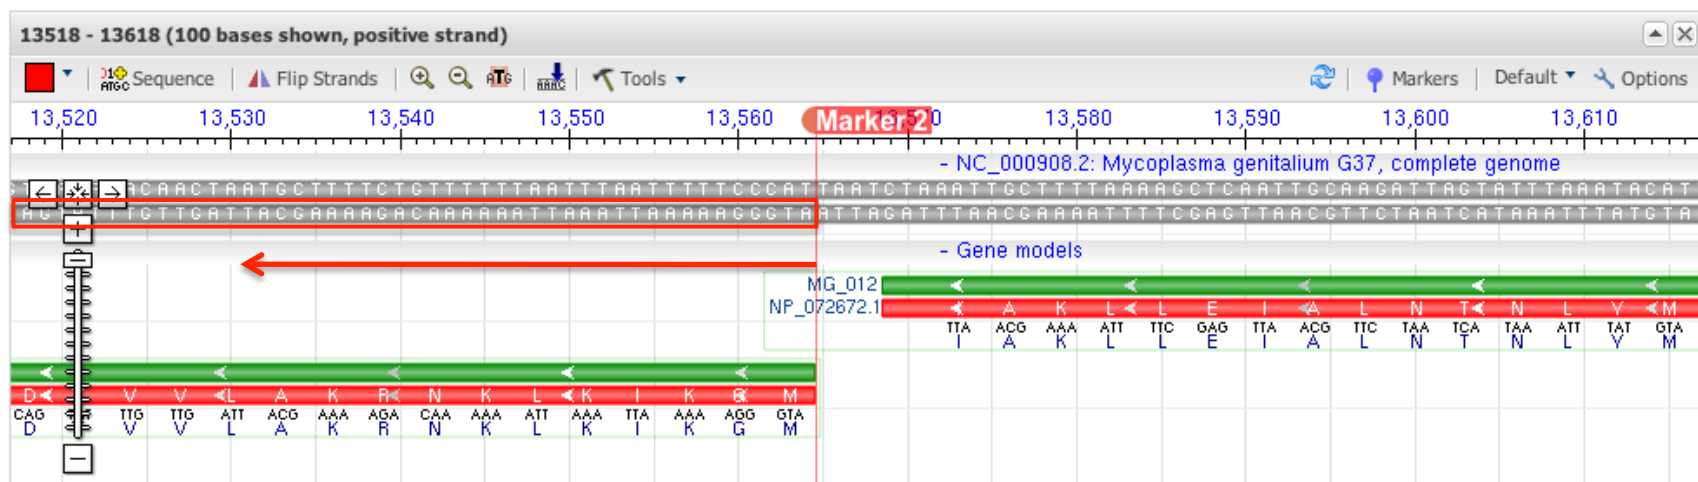 13518 - 13618 (100 bases shown, positive strand)
Sequence Flip Strands ATG Tools Markers Default Options
13,520 13,530 13,540 13,550 13,560 Marker 2 13,580 13,590 13,600 13,610
- NC_000908.2: Mycoplasma genitalium G37, complete genome
ACAACTAATGCTTTTCTGTTTTTAATTTAATTTTTCCCATTAATCTAAATTGCTTTTAAAAGCTCAATTGCAAGATTAGTATTTAAATACAT
AG TGTTGATTACGAAAAGACAAAAATTAAATTAAAAAGGGTAATTAGATTTAACGAAAATTTTCGAGTTAACGTTCTAATCATAAATTTATGTA
- Gene models
MG_012
NP_072672.1 A K L L E I A L N T N L Y M
TTA ACG AAA ATT TTC GAG TTA ACG TTC TAA TCA TAA ATT TAT GTA
I A K L L E I A L N T N L Y M
D V V L A K R N K L K I K G M
CAG TTG TTG ATT ACG AAA AGA CAA AAA ATT AAA TTA AAA AGG GTA
D V V L A K R N K L K I K G M